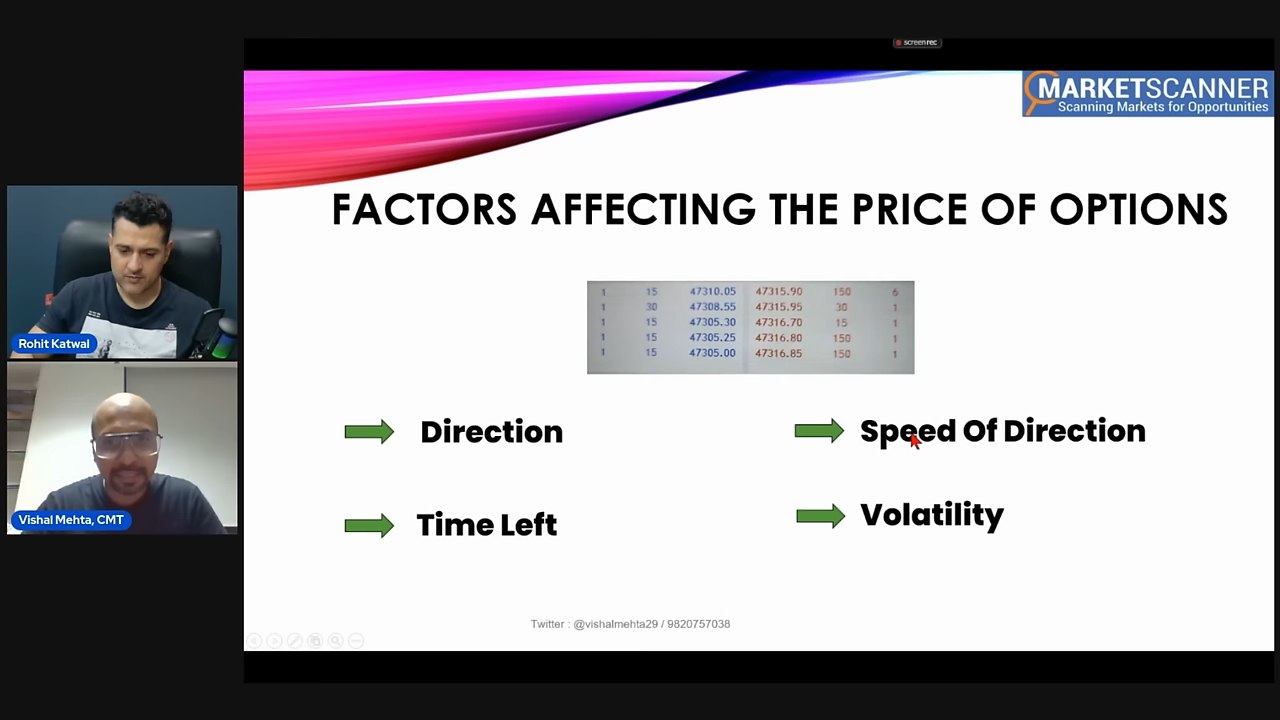 screenrec
MARKETSCANNER
Scanning Markets for Opportunities
FACTORS AFFECTING THE PRICE OF OPTIONS
1 15 47310.05 47315.90 150 6
1 30 47308.55 47315.95 30 1
1 15 47305.30 47316.70 15 1
1 15 47305.25 47316.80 150 1
1 15 47305.00 47316.85 150 1
Direction
Speed Of Direction
Time Left
Volatility
Twitter : @vishalmehta29 / 9820757038
Rohit Katwal
Vishal Mehta, CMT